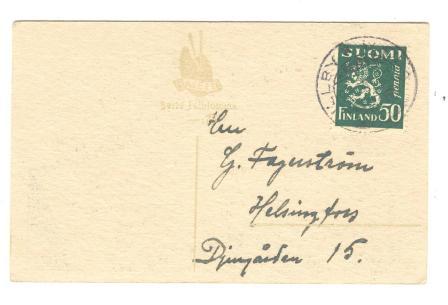 SUOMI
penniä
FINLAND 50
Herr
G. Fagerström
Helsingfors
Djurgården 15.